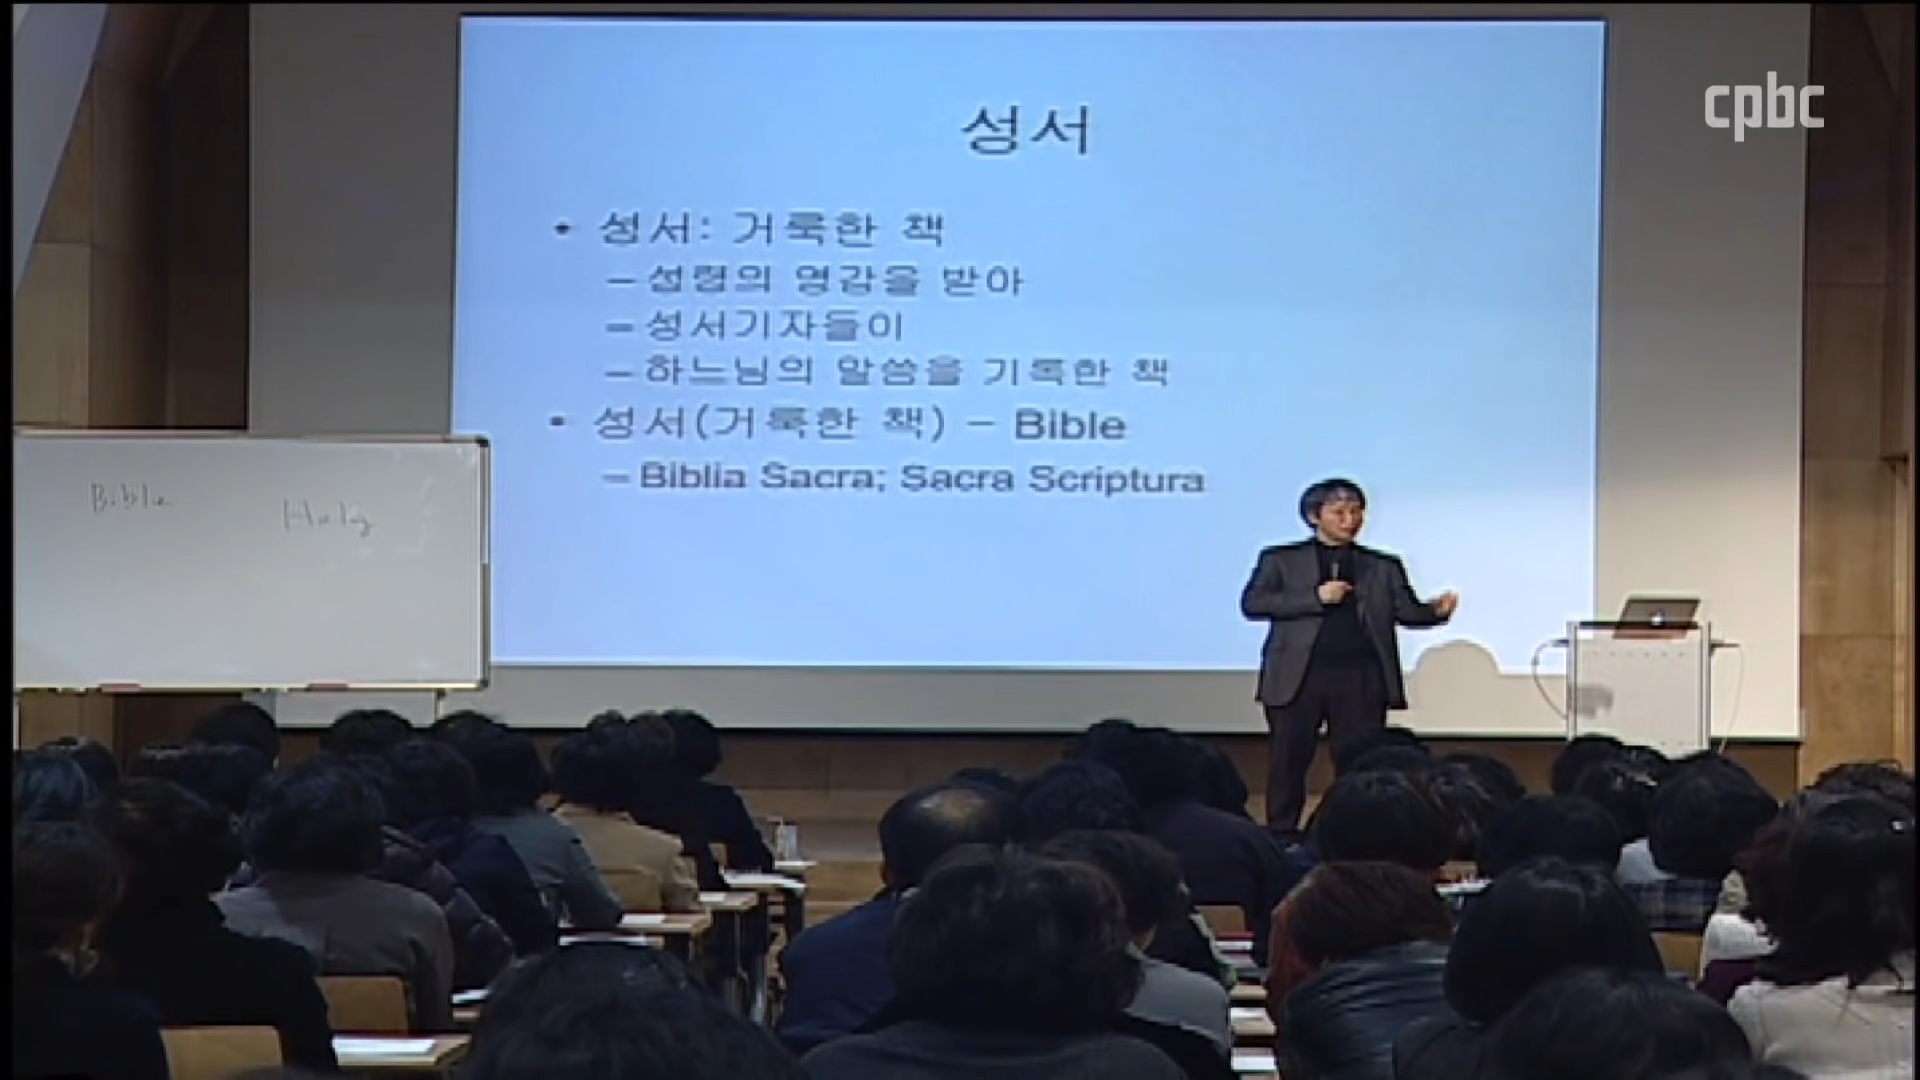 cpbc
성서
• 성서: 거룩한 책
– 성령의 영감을 받아
– 성서기자들이
– 하느님의 말씀을 기록한 책
• 성서(거룩한 책) – Bible
– Biblia Sacra; Sacra Scriptura
Bible
Holy